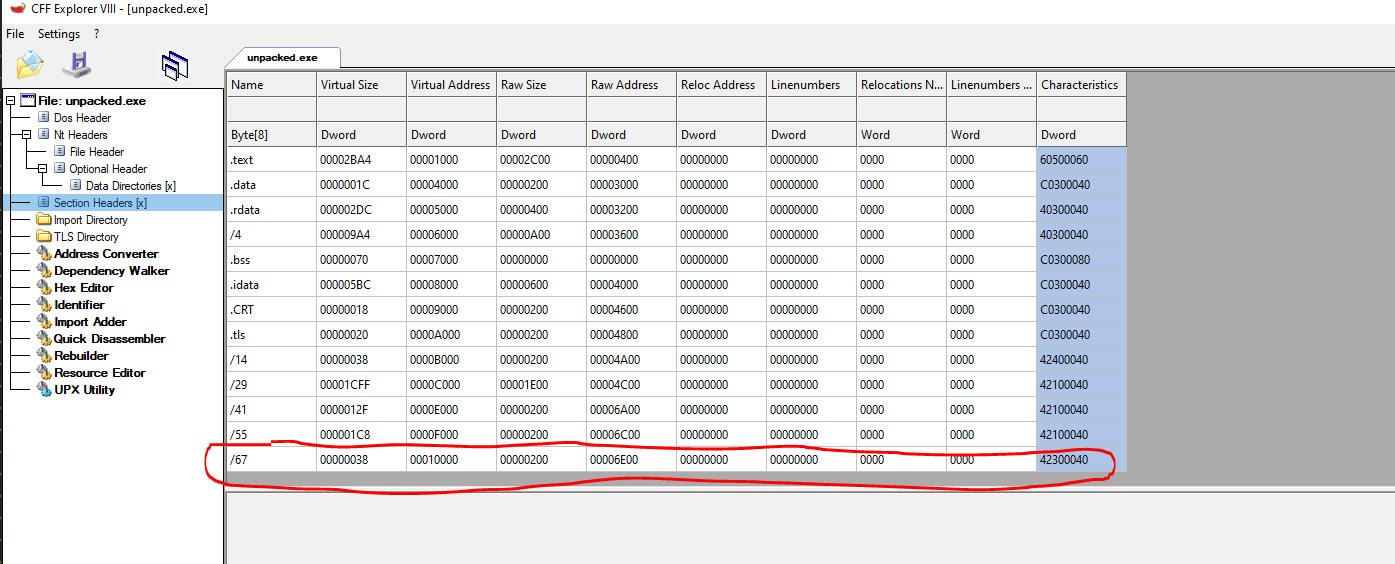 CFF Explorer VIII - [unpacked.exe]
File Settings ?
unpacked.exe
File: unpacked.exe
Dos Header
Nt Headers
File Header
Optional Header
Data Directories [x]
Section Headers [x]
Import Directory
TLS Directory
Address Converter
Dependency Walker
Hex Editor
Identifier
Import Adder
Quick Disassembler
Rebuilder
Resource Editor
UPX Utility
Name Virtual Size Virtual Address Raw Size Raw Address Reloc Address Linenumbers Relocations N... Linenumbers ... Characteristics
Byte[8] Dword Dword Dword Dword Dword Dword Word Word Dword
.text 00002BA4 00001000 00002C00 00000400 00000000 00000000 0000 0000 60500060
.data 0000001C 00004000 00000200 00003000 00000000 00000000 0000 0000 C0300040
.rdata 000002DC 00005000 00000400 00003200 00000000 00000000 0000 0000 40300040
/4 000009A4 00006000 00000A00 00003600 00000000 00000000 0000 0000 40300040
.bss 00000070 00007000 00000000 00000000 00000000 00000000 0000 0000 C0300080
.idata 000005BC 00008000 00000600 00004000 00000000 00000000 0000 0000 C0300040
.CRT 00000018 00009000 00000200 00004600 00000000 00000000 0000 0000 C0300040
.tls 00000020 0000A000 00000200 00004800 00000000 00000000 0000 0000 C0300040
/14 00000038 0000B000 00000200 00004A00 00000000 00000000 0000 0000 42400040
/29 00001CFF 0000C000 00001E00 00004C00 00000000 00000000 0000 0000 42100040
/41 0000012F 0000E000 00000200 00006A00 00000000 00000000 0000 0000 42100040
/55 000001C8 0000F000 00000200 00006C00 00000000 00000000 0000 0000 42100040
/67 00000038 00010000 00000200 00006E00 00000000 00000000 0000 0000 42300040